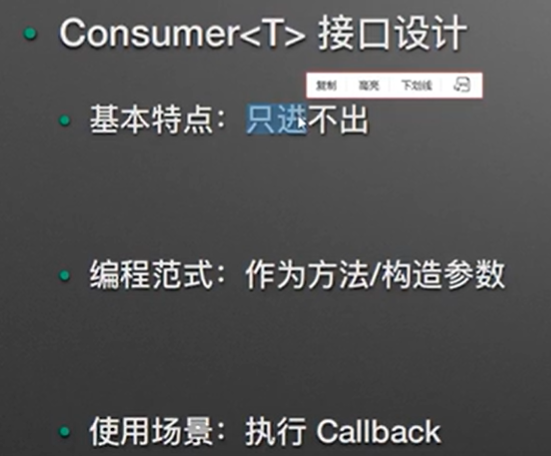 Consumer<T> 接口设计
复制 高亮 下划线
基本特点：只进不出
编程范式：作为方法/构造参数
使用场景：执行 Callback